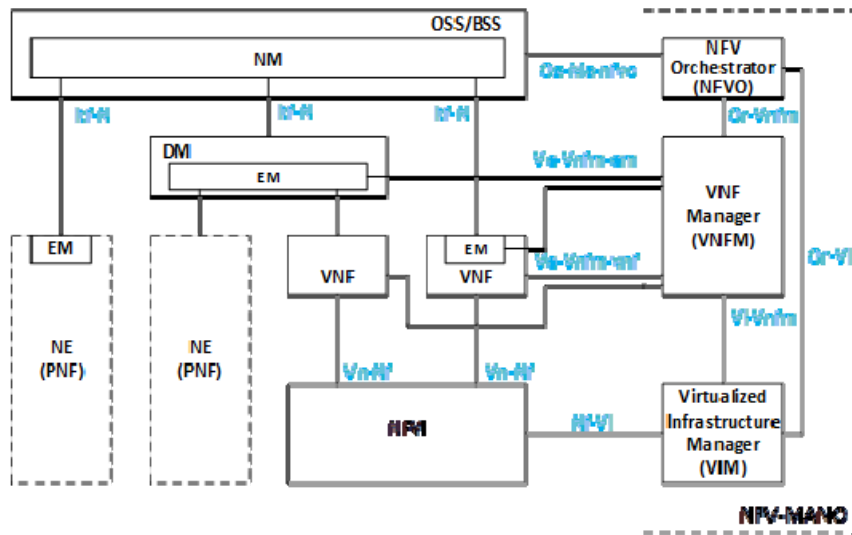 OSS/BSS
NM
NFV
Orchestrator
(NFVO)
Os-Ma-nfvo
Itf-N
Itf-N
Itf-N
Or-Vnfm
DM
EM
Ve-Vnfm-em
VNF
Manager
(VNFM)
EM
VNF
EM
VNF
Ve-Vnfm-vnf
Or-Vi
NE
(PNF)
NE
(PNF)
Vi-Vnfm
Vn-Nf
Vn-Nf
NFVI
Nf-Vi
Virtualized
Infrastructure
Manager
(VIM)
NFV-MANO